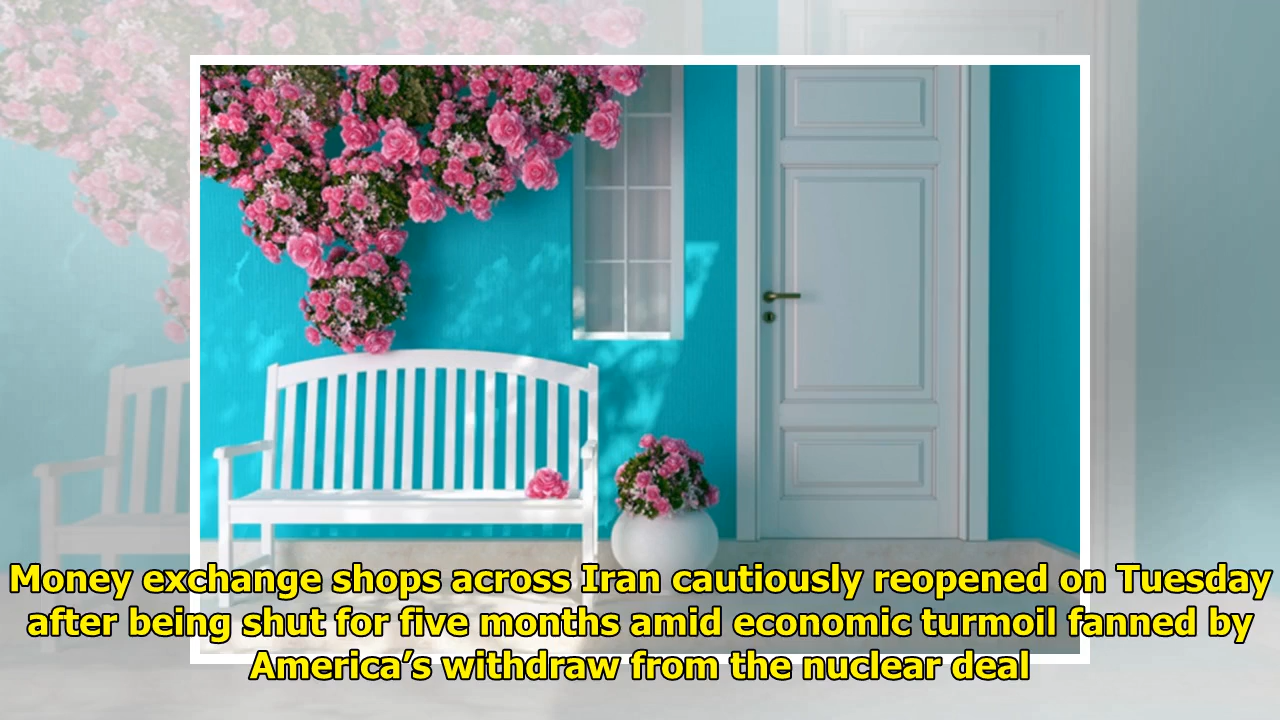 Money exchange shops across Iran cautiously reopened on Tuesday
after being shut for five months amid economic turmoil fanned by
America’s withdraw from the nuclear deal